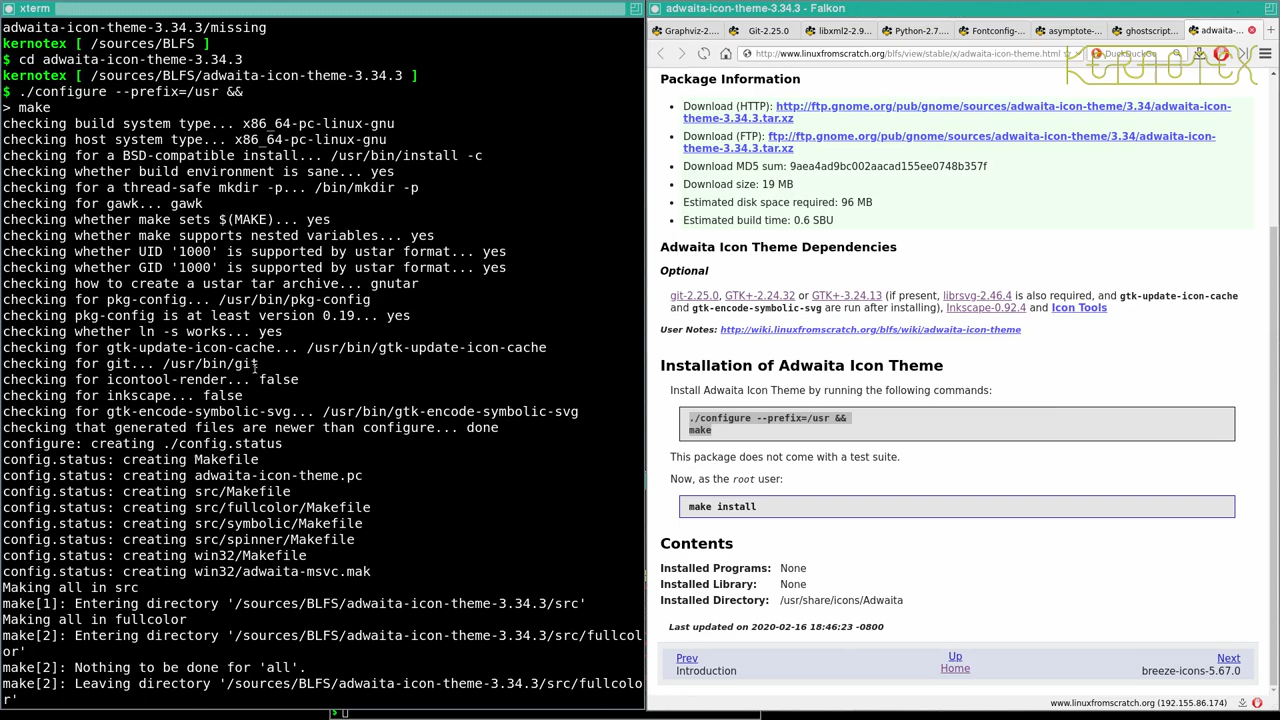 xterm
adwaita-icon-theme-3.34.3/missing
kernotex [ /sources/BLFS ]
$ cd adwaita-icon-theme-3.34.3
kernotex [ /sources/BLFS/adwaita-icon-theme-3.34.3 ]
$ ./configure --prefix=/usr &&
> make
checking build system type... x86_64-pc-linux-gnu
checking host system type... x86_64-pc-linux-gnu
checking for a BSD-compatible install... /usr/bin/install -c
checking whether build environment is sane... yes
checking for a thread-safe mkdir -p... /bin/mkdir -p
checking for gawk... gawk
checking whether make sets $(MAKE)... yes
checking whether make supports nested variables... yes
checking whether UID '1000' is supported by ustar format... yes
checking whether GID '1000' is supported by ustar format... yes
checking how to create a ustar tar archive... gnutar
checking for pkg-config... /usr/bin/pkg-config
checking pkg-config is at least version 0.19... yes
checking whether ln -s works... yes
checking for gtk-update-icon-cache... /usr/bin/gtk-update-icon-cache
checking for git... /usr/bin/git
checking for icontool-render... false
checking for inkscape... false
checking for gtk-encode-symbolic-svg... /usr/bin/gtk-encode-symbolic-svg
checking that generated files are newer than configure... done
configure: creating ./config.status
config.status: creating Makefile
config.status: creating adwaita-icon-theme.pc
config.status: creating src/Makefile
config.status: creating src/fullcolor/Makefile
config.status: creating src/symbolic/Makefile
config.status: creating src/spinner/Makefile
config.status: creating win32/Makefile
config.status: creating win32/adwaita-msvc.mak
Making all in src
make[1]: Entering directory '/sources/BLFS/adwaita-icon-theme-3.34.3/src'
Making all in fullcolor
make[2]: Entering directory '/sources/BLFS/adwaita-icon-theme-3.34.3/src/fullcol
or'
make[2]: Nothing to be done for 'all'.
make[2]: Leaving directory '/sources/BLFS/adwaita-icon-theme-3.34.3/src/fullcolo
r'
$
adwaita-icon-theme-3.34.3 - Falkon
Graphviz-2.... Git-2.25.0 libxml2-2.9... Python-2.7.... Fontconfig-... asymptote-... ghostscript... adwaita-...
http://www.linuxfromscratch.org/blfs/view/stable/x/adwaita-icon-theme.html DuckDuckGo
KERNOTEX
Package Information
Download (HTTP): http://ftp.gnome.org/pub/gnome/sources/adwaita-icon-theme/3.34/adwaita-icon-
theme-3.34.3.tar.xz
Download (FTP): ftp://ftp.gnome.org/pub/gnome/sources/adwaita-icon-theme/3.34/adwaita-icon-
theme-3.34.3.tar.xz
Download MD5 sum: 9aea4ad9bc002aacad155ee0748b357f
Download size: 19 MB
Estimated disk space required: 96 MB
Estimated build time: 0.6 SBU
Adwaita Icon Theme Dependencies
Optional
git-2.25.0, GTK+-2.24.32 or GTK+-3.24.13 (if present, librsvg-2.46.4 is also required, and gtk-update-icon-cache
and gtk-encode-symbolic-svg are run after installing), Inkscape-0.92.4 and Icon Tools
User Notes: http://wiki.linuxfromscratch.org/blfs/wiki/adwaita-icon-theme
Installation of Adwaita Icon Theme
Install Adwaita Icon Theme by running the following commands:
./configure --prefix=/usr &&
make
This package does not come with a test suite.
Now, as the root user:
make install
Contents
Installed Programs: None
Installed Library: None
Installed Directory: /usr/share/icons/Adwaita
Last updated on 2020-02-16 18:46:23 -0800
Prev Up Next
Introduction Home breeze-icons-5.67.0
www.linuxfromscratch.org (192.155.86.174)